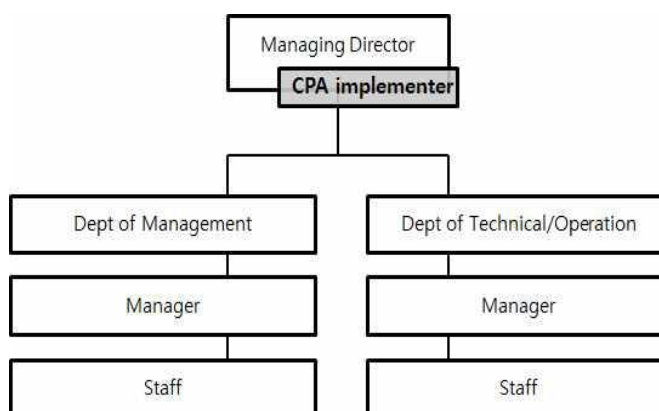 Managing Director
CPA implementer
Dept of Management
Dept of Technical/Operation
Manager
Manager
Staff
Staff